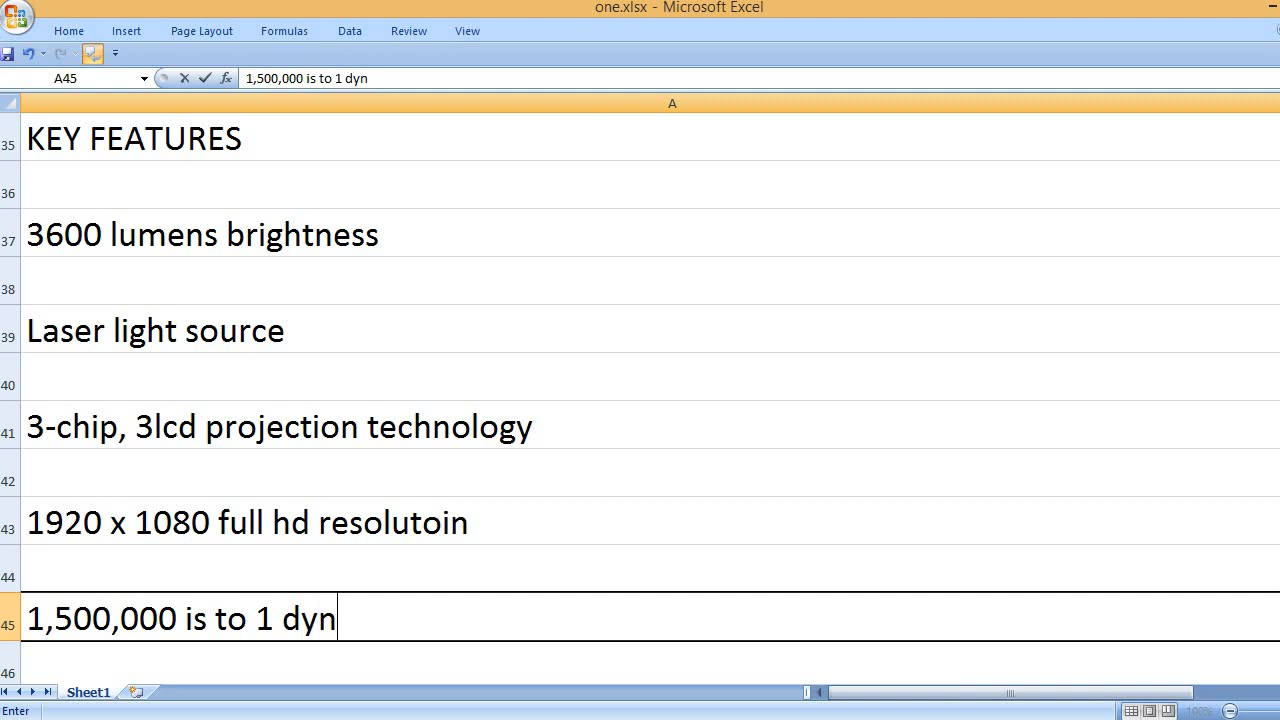 one.xlsx - Microsoft Excel
Home Insert Page Layout Formulas Data Review View
A45 fx 1,500,000 is to 1 dyn
A
35 KEY FEATURES
36
37 3600 lumens brightness
38
39 Laser light source
40
41 3-chip, 3lcd projection technology
42
43 1920 x 1080 full hd resolutoin
44
45 1,500,000 is to 1 dyn
46
Sheet1
Enter 100%